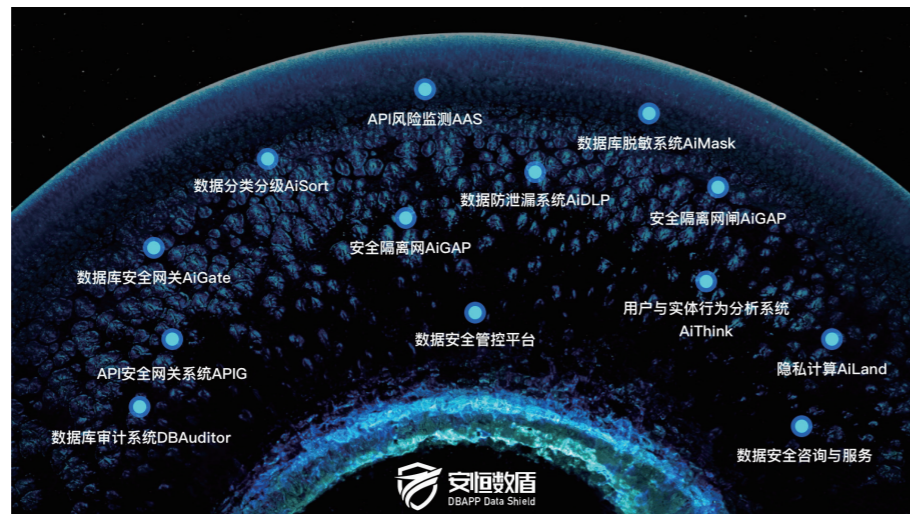 API风险监测AAS
数据库脱敏系统AiMask
数据分类分级AiSort
数据防泄漏系统AiDLP
安全隔离网闸AiGAP
安全隔离网AiGAP
数据库安全网关AiGate
用户与实体行为分析系统
AiThink
数据安全管控平台
API安全网关系统APIG
隐私计算AiLand
数据库审计系统DBAuditor
数据安全咨询与服务
安恒数盾
DBAPP Data Shield